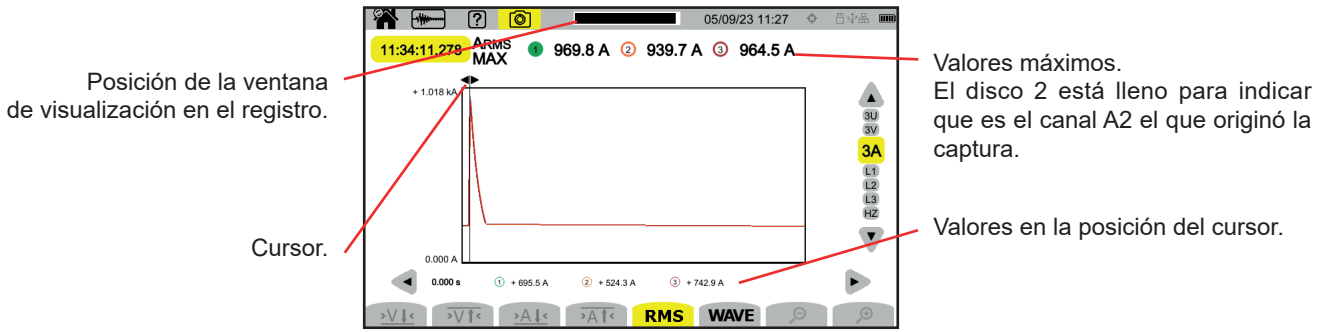 ?
05/09/23 11:27
11:34:11,278
ARMS
MAX
1 969.8 A 2 939.7 A 3 964.5 A
Posición de la ventana
de visualización en el registro.
Valores máximos.
El disco 2 está lleno para indicar
que es el canal A2 el que originó la
captura.
+ 1.018 kA
3U
3V
3A
L1
L2
L3
HZ
Cursor.
Valores en la posición del cursor.
0.000 A
0.000 s 1 + 695.5 A 2 + 524.3 A 3 + 742.9 A
>V↓< >V↑< >A↓< >A↑< RMS WAVE